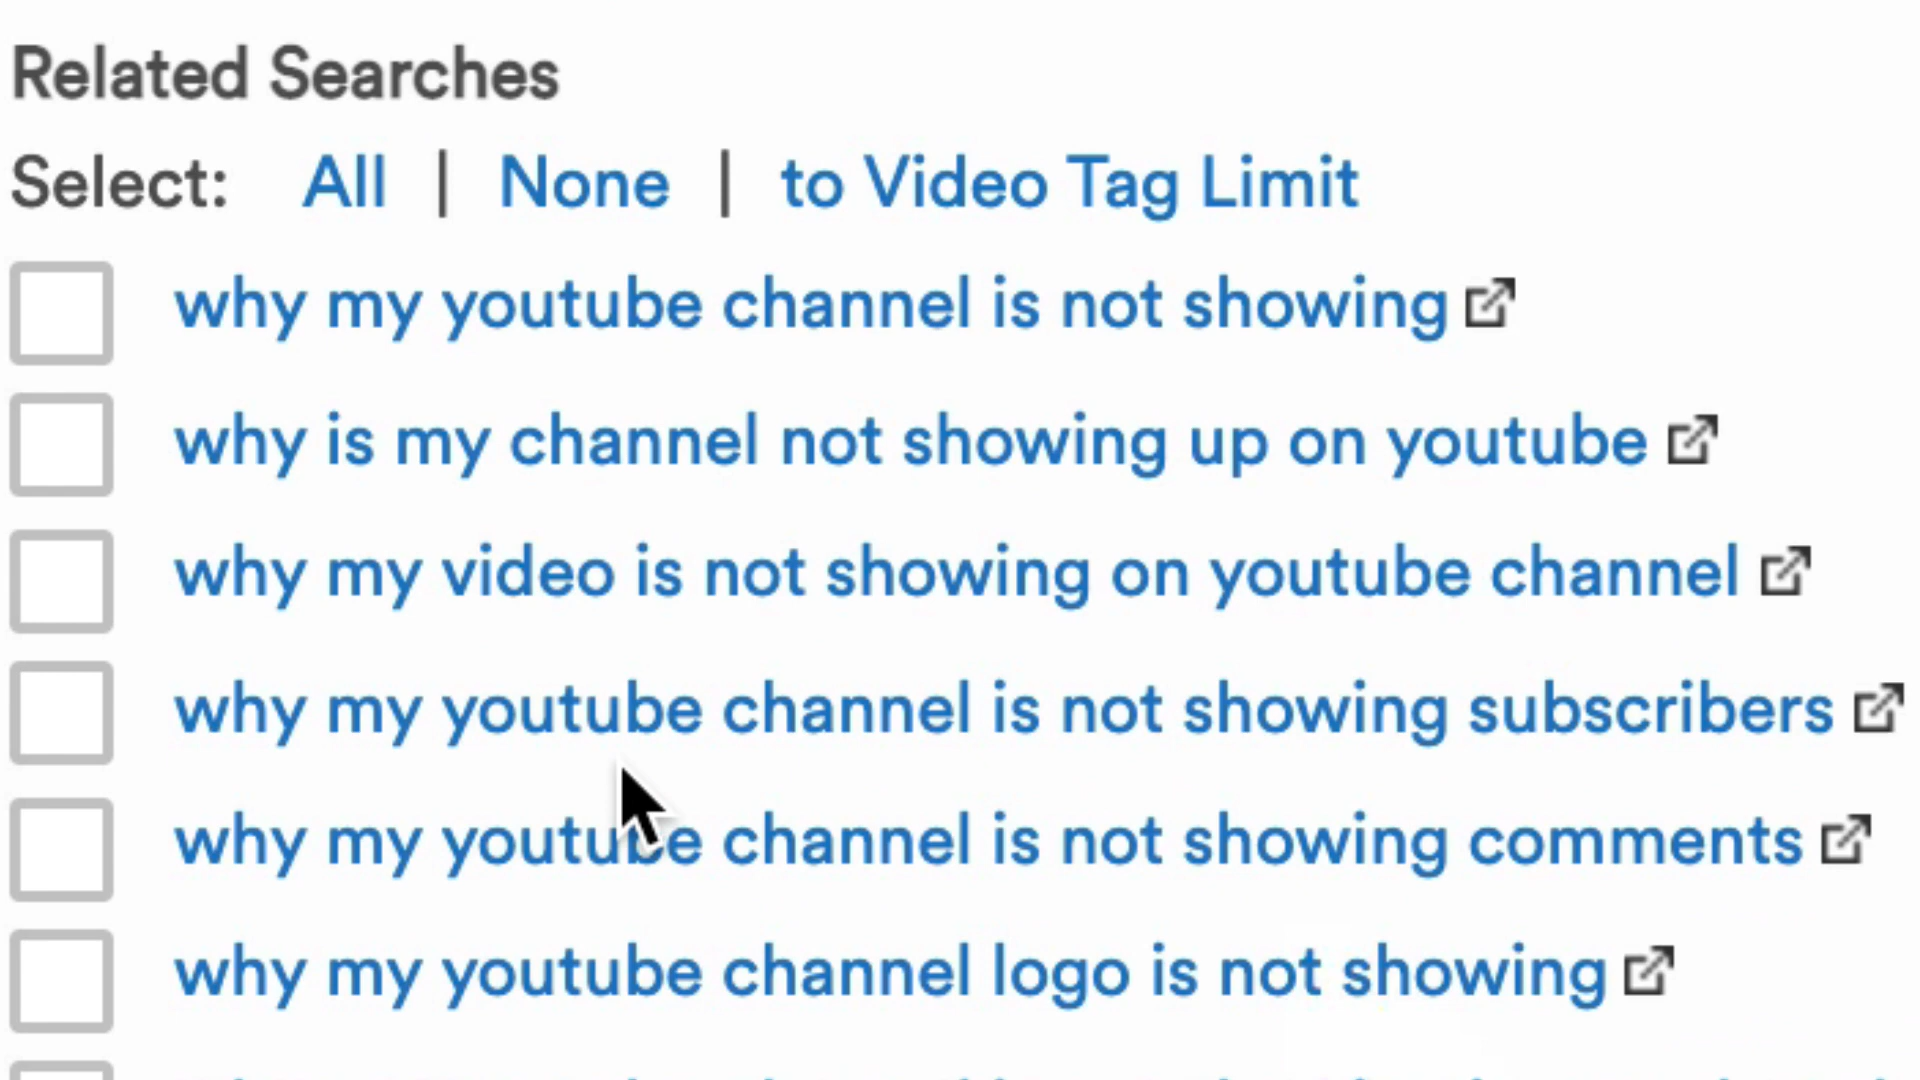 Related Searches
Select: All | None | to Video Tag Limit
why my youtube channel is not showing
why is my channel not showing up on youtube
why my video is not showing on youtube channel
why my youtube channel is not showing subscribers
why my youtube channel is not showing comments
why my youtube channel logo is not showing